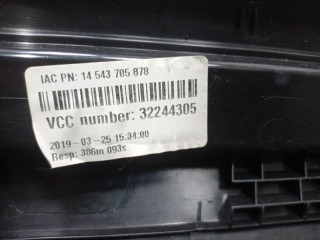 IAC PN: 14 543 705 878
VCC number: 32244305
2019-03-25 15:34:00
Resp: 386m 093s